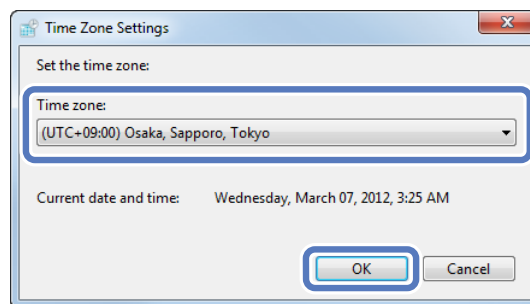 Time Zone Settings
Set the time zone:
Time zone:
(UTC+09:00) Osaka, Sapporo, Tokyo
Current date and time: Wednesday, March 07, 2012, 3:25 AM
OK Cancel